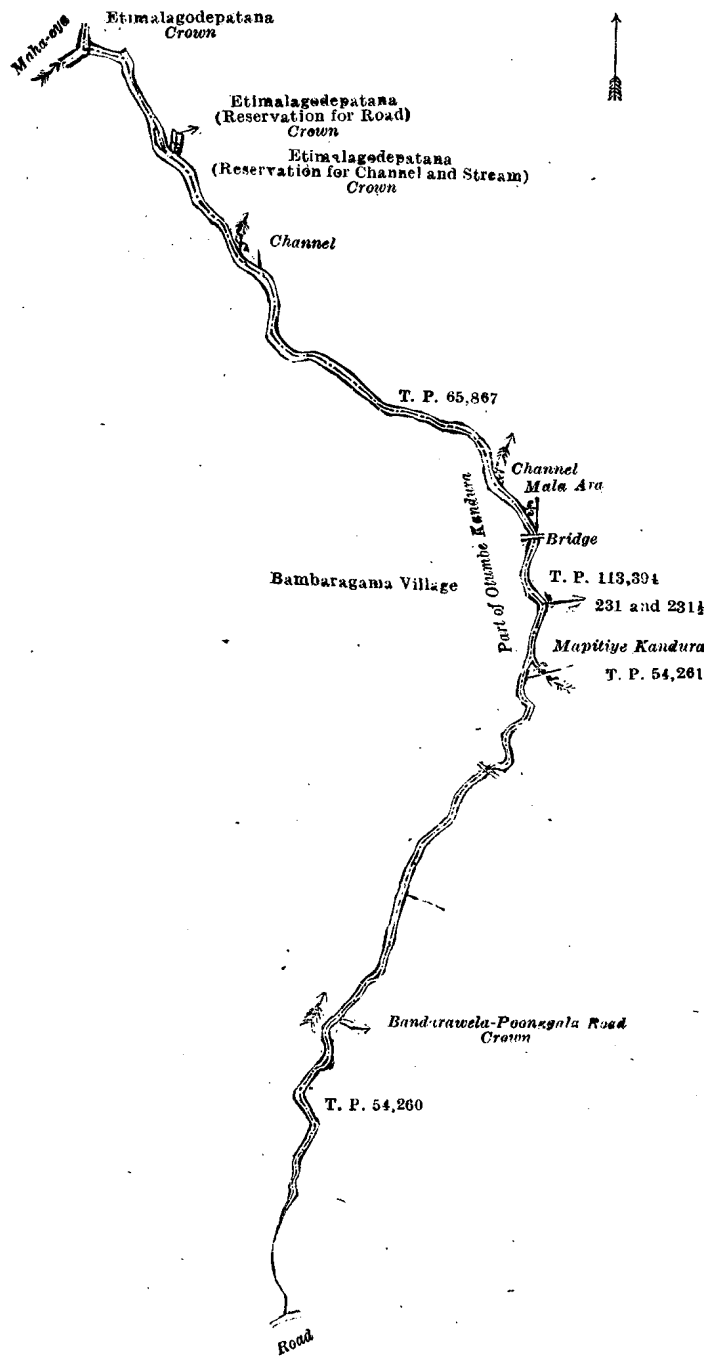 Etimalagodepatana
Crown
Maha-oya
Etimalagodepatana
(Reservation for Road)
Crown
Etimalagodepatana
(Reservation for Channel and Stream)
Crown
Channel
T. P. 65,867
Channel
Mala Ara
Part of Otumbe Kandura
Bridge
Bambaragama Village
T. P. 113,394
231 and 231½
Mapitiye Kandura
T. P. 54,261
Bandarawela-Poonagala Road
Crown
T. P. 54,260
Road